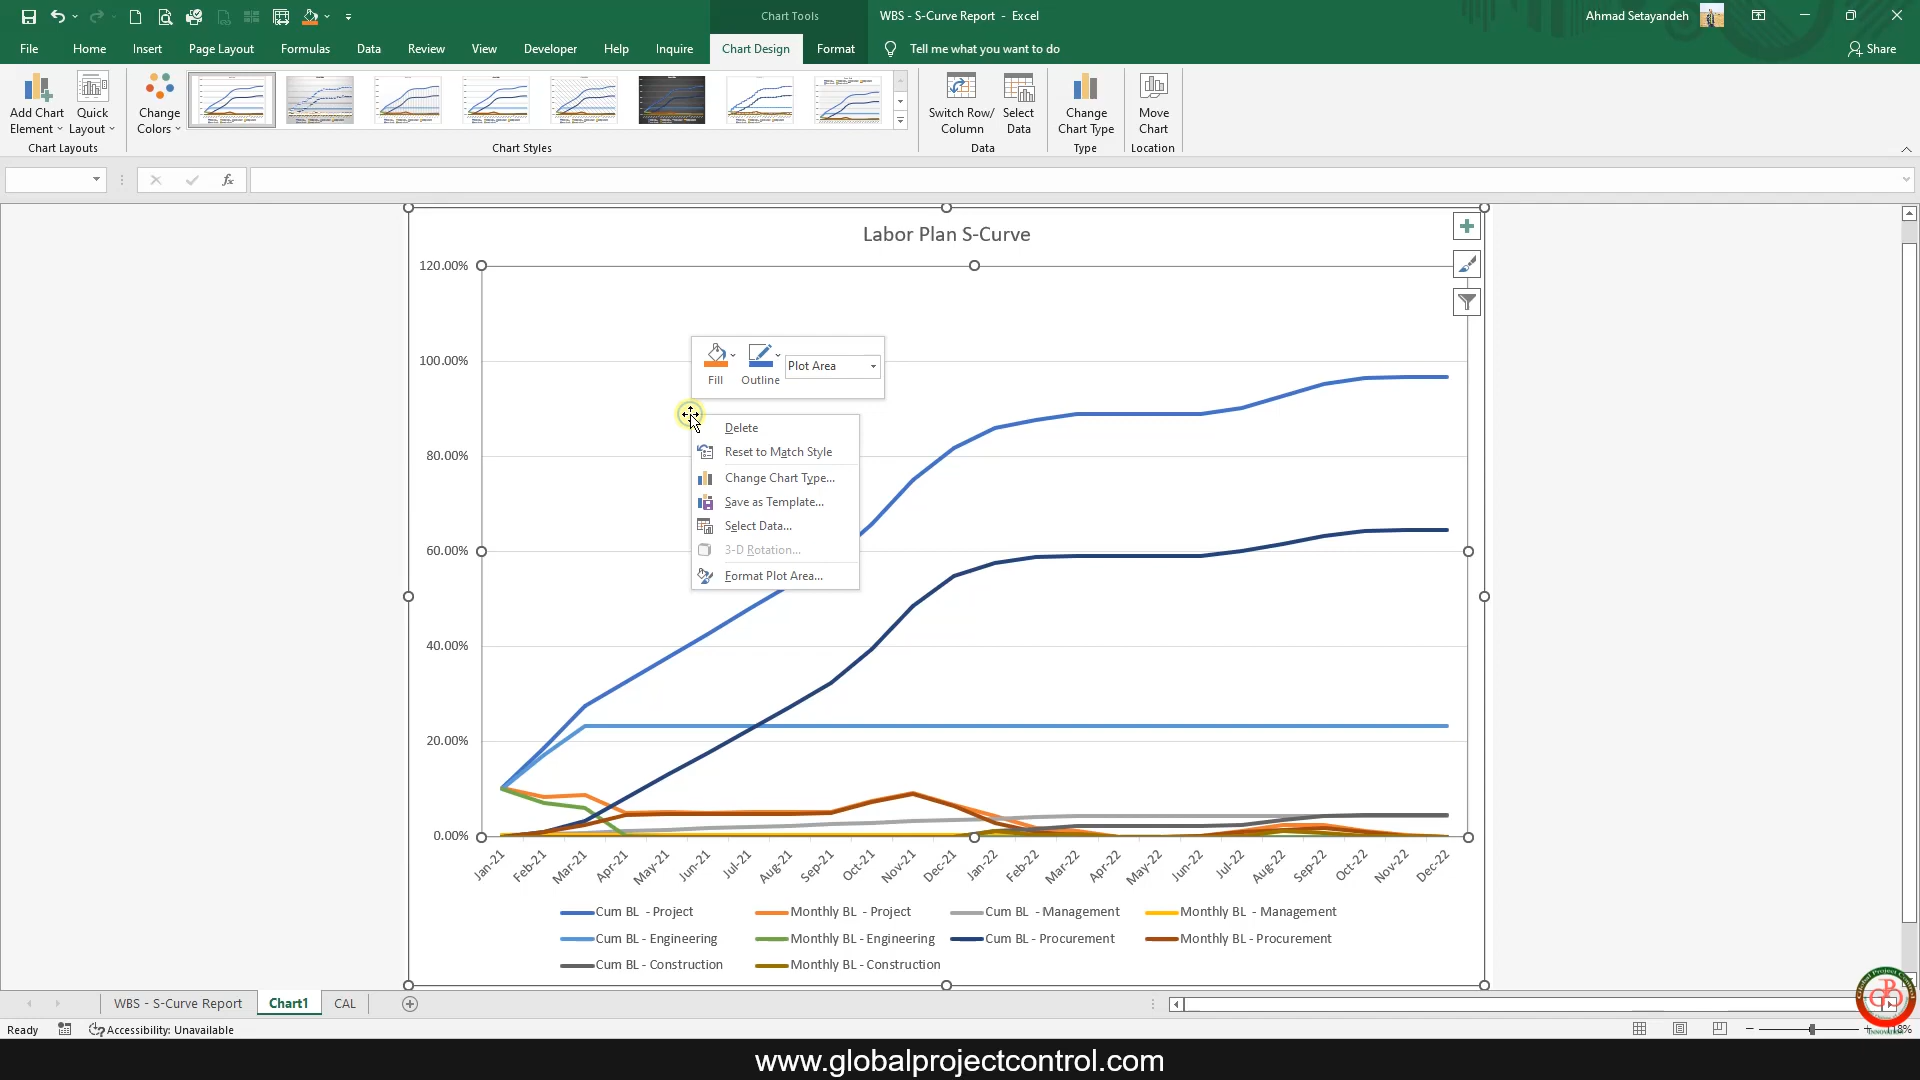 Chart Tools
WBS - S-Curve Report - Excel
Ahmad Setayandeh
File Home Insert Page Layout Formulas Data Review View Developer Help Inquire Chart Design Format Tell me what you want to do Share
Add Chart Element
Quick Layout
Change Colors
Switch Row/ Column
Select Data
Change Chart Type
Move Chart
Chart Layouts
Chart Styles
Data
Type
Location
fx
Labor Plan S-Curve
120.00%
100.00%
80.00%
60.00%
40.00%
20.00%
0.00%
Fill
Outline
Plot Area
Delete
Reset to Match Style
Change Chart Type...
Save as Template...
Select Data...
3-D Rotation...
Format Plot Area...
Jan-21 Feb-21 Mar-21 Apr-21 May-21 Jun-21 Jul-21 Aug-21 Sep-21 Oct-21 Nov-21 Dec-21 Jan-22 Feb-22 Mar-22 Apr-22 May-22 Jun-22 Jul-22 Aug-22 Sep-22 Oct-22 Nov-22 Dec-22
Cum BL - Project Monthly BL - Project Cum BL - Management Monthly BL - Management
Cum BL - Engineering Monthly BL - Engineering Cum BL - Procurement Monthly BL - Procurement
Cum BL - Construction Monthly BL - Construction
WBS - S-Curve Report Chart1 CAL
Ready Accessibility: Unavailable
www.globalprojectcontrol.com